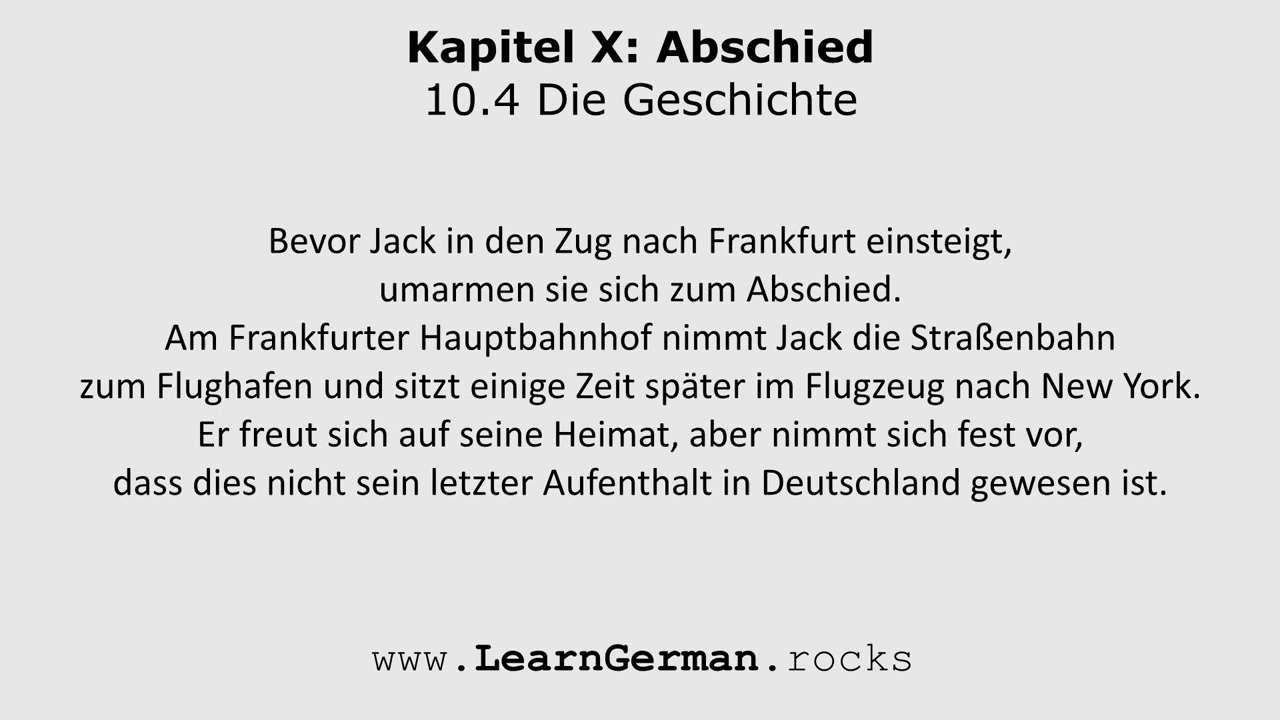 Kapitel X: Abschied
10.4 Die Geschichte
Bevor Jack in den Zug nach Frankfurt einsteigt,
umarmen sie sich zum Abschied.
Am Frankfurter Hauptbahnhof nimmt Jack die Straßenbahn
zum Flughafen und sitzt einige Zeit später im Flugzeug nach New York.
Er freut sich auf seine Heimat, aber nimmt sich fest vor,
dass dies nicht sein letzter Aufenthalt in Deutschland gewesen ist.
www.LearnGerman.rocks